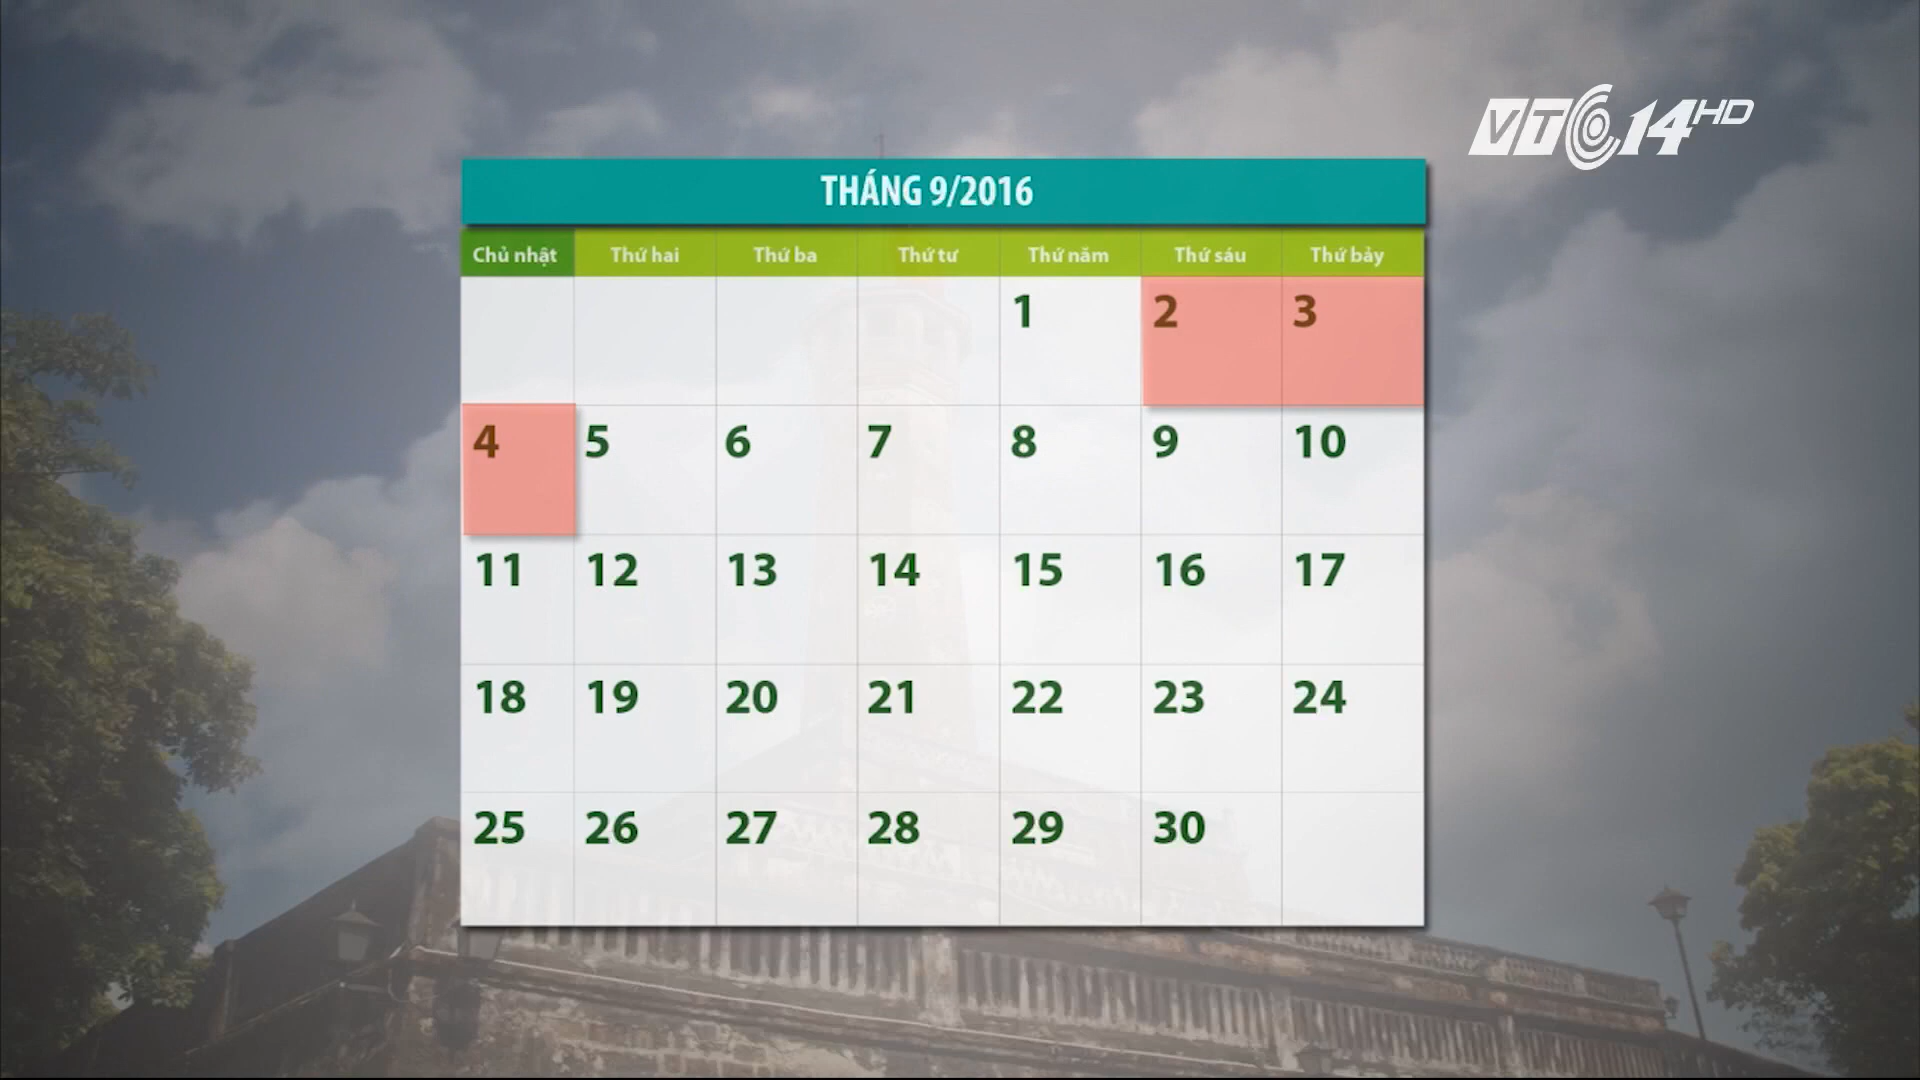 VTC14 HD
THÁNG 9/2016
Chủ nhật Thứ hai Thứ ba Thứ tư Thứ năm Thứ sáu Thứ bảy
1 2 3
4 5 6 7 8 9 10
11 12 13 14 15 16 17
18 19 20 21 22 23 24
25 26 27 28 29 30